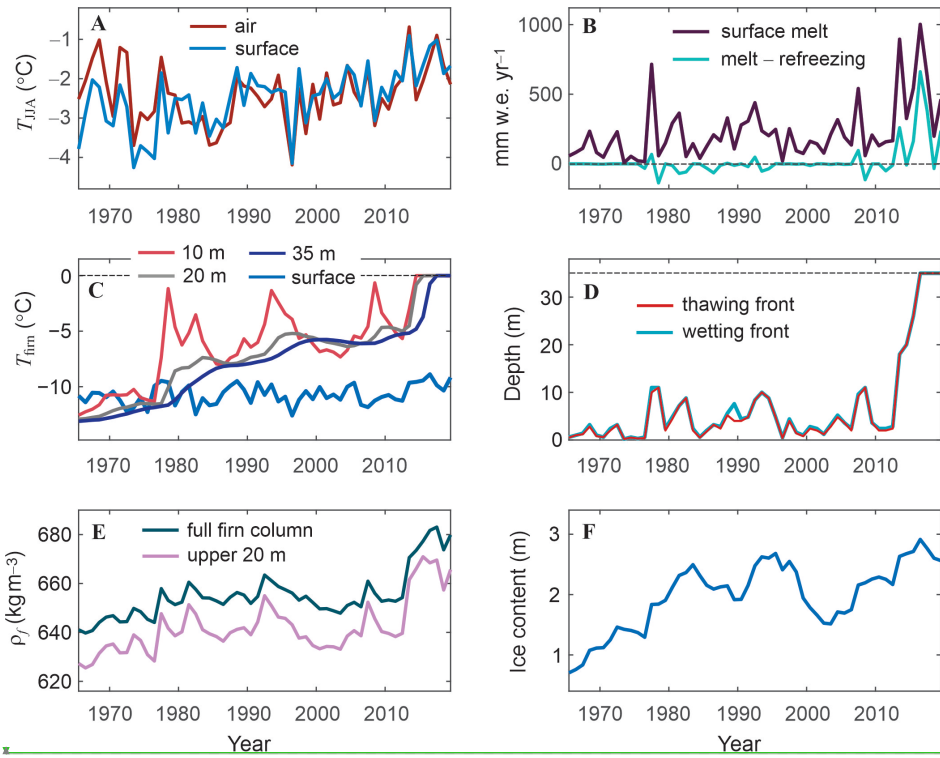 A
air
surface
−1
−2
−3
−4
T_JJA (°C)
1970 1980 1990 2000 2010
B
surface melt
melt – refreezing
1000
500
0
mm w.e. yr⁻¹
1970 1980 1990 2000 2010
10 m 35 m
20 m surface
C
0
−5
−10
T_firn (°C)
1970 1980 1990 2000 2010
D
thawing front
wetting front
30
20
10
0
Depth (m)
1970 1980 1990 2000 2010
E
full firn column
upper 20 m
680
660
640
620
ρ_f (kg m−3)
1970 1980 1990 2000 2010
Year
F
3
2
1
Ice content (m)
1970 1980 1990 2000 2010
Year